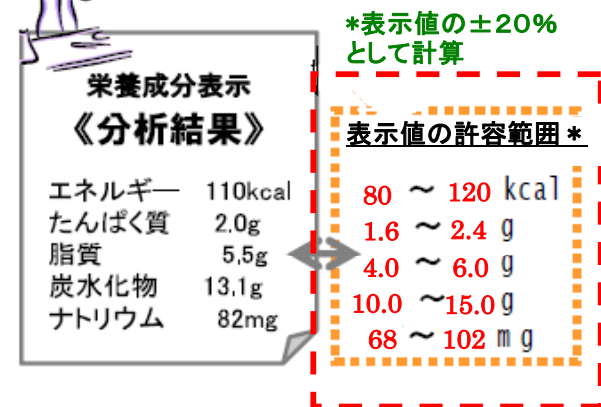 *表示値の±20%
として計算
栄養成分表示
《分析結果》
エネルギー 110kcal
たんぱく質 2.0g
脂質 5,5g
炭水化物 13,1g
ナトリウム 82mg
表示値の許容範囲*
80 ~ 120 kcal
1.6 ~ 2.4 g
4.0 ~ 6.0 g
10.0 ~15.0 g
68 ~ 102 mg